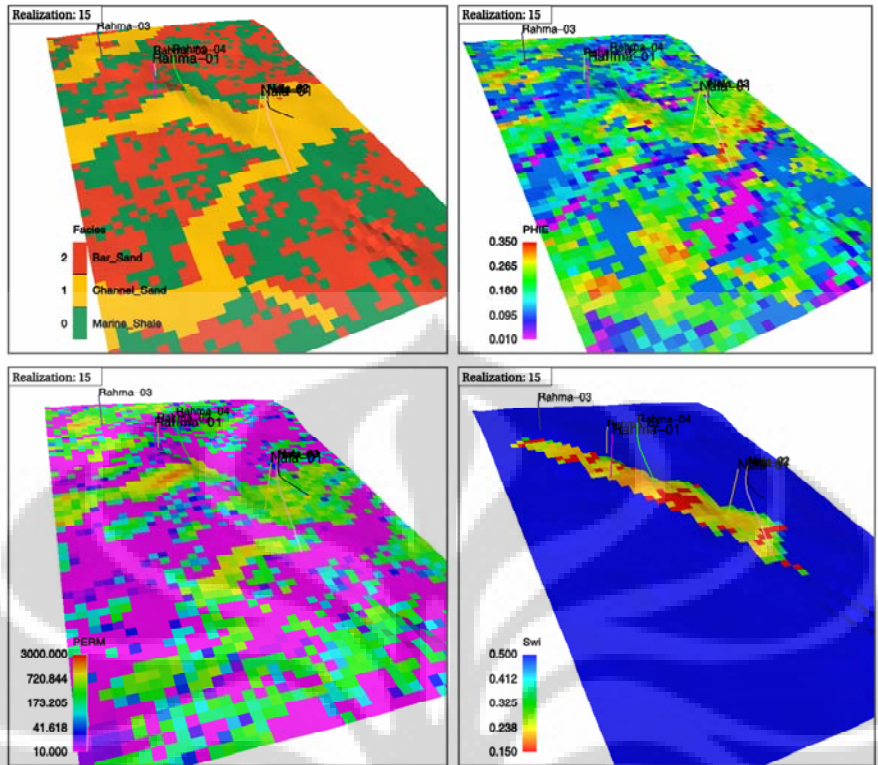 Realization: 15
Rahma-03
Rahma-04
Rahma-01
Facies
2 Bar_Sand
1 Channel_Sand
0 Marine_Shale
Realization: 15
Rahma-03
Rahma-04
Rahma-01
PHIE
0.350
0.265
0.180
0.095
0.010
Realization: 15
Rahma-03
Rahma-04
Rahma-01
PERM
3000.000
720.844
173.205
41.618
10.000
Realization: 15
Rahma-03
Rahma-04
Swi
0.500
0.412
0.325
0.238
0.150